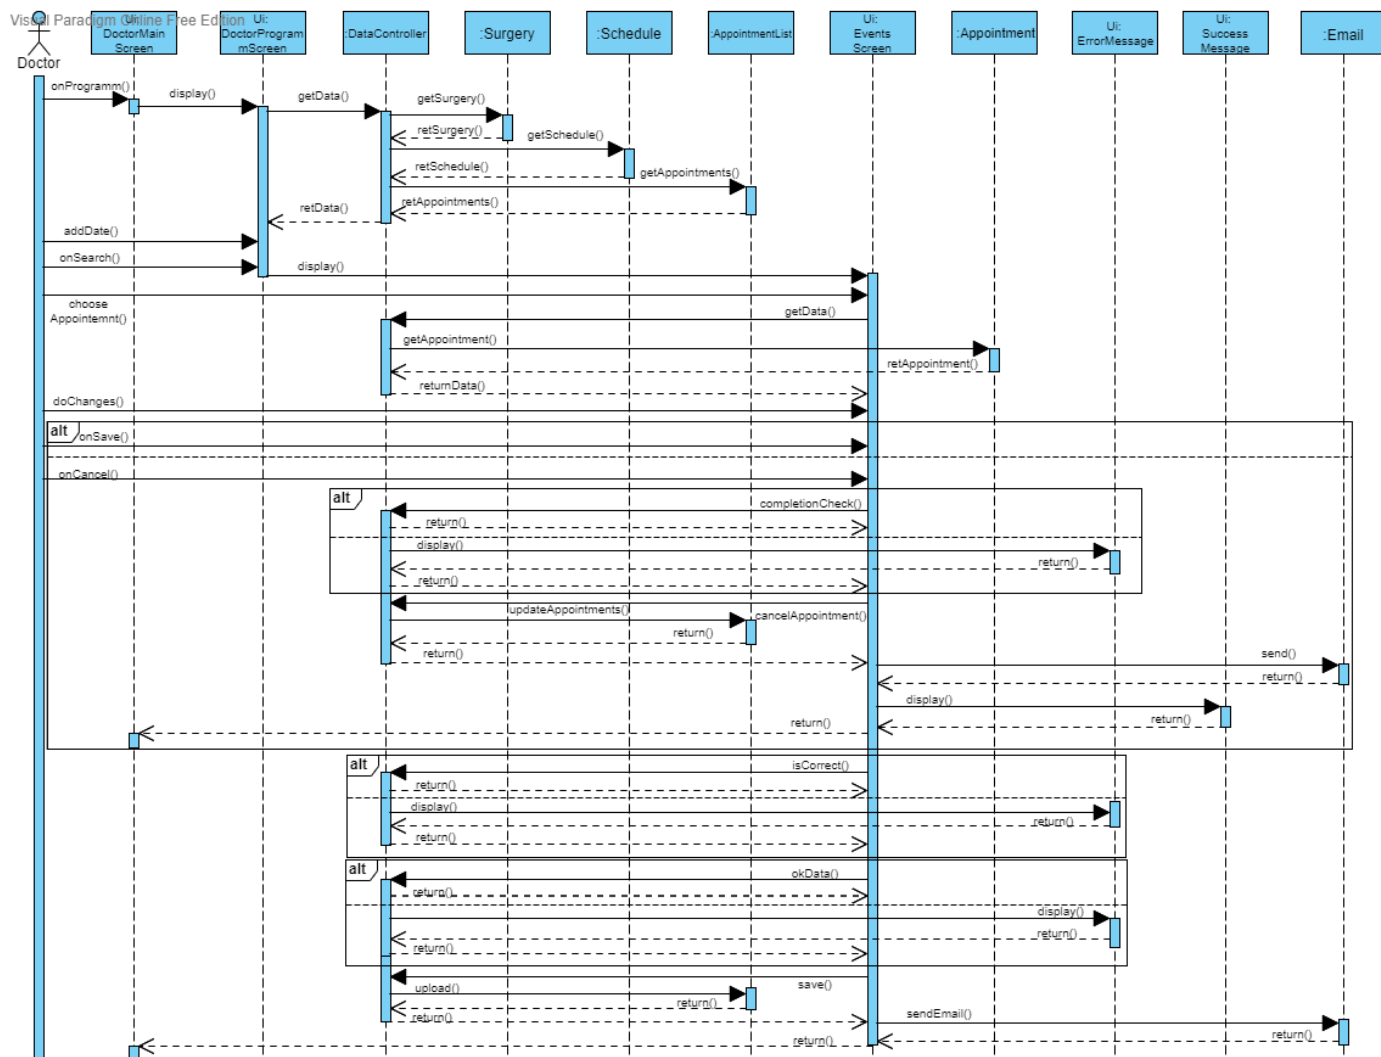 Visual Paradigm Online Free Edition
Doctor
Ui:
DoctorMain
Screen
Ui:
DoctorProgram
mScreen
:DataController
:Surgery
:Schedule
:AppointmentList
Ui:
Events
Screen
:Appointment
Ui:
ErrorMessage
Ui:
Success
Message
:Email
onProgramm()
display()
getData()
getSurgery()
retSurgery()
getSchedule()
retSchedule()
getAppointments()
retAppointments()
retData()
addDate()
onSearch()
display()
choose
Appointemnt()
getData()
getAppointment()
retAppointment()
returnData()
doChanges()
alt
onSave()
onCancel()
alt
completionCheck()
return()
display()
return()
return()
updateAppointments()
cancelAppointment()
return()
return()
send()
return()
display()
return()
return()
alt
isCorrect()
return()
display()
return()
return()
alt
okData()
return()
display()
return()
return()
save()
upload()
return()
return()
sendEmail()
return()
return()